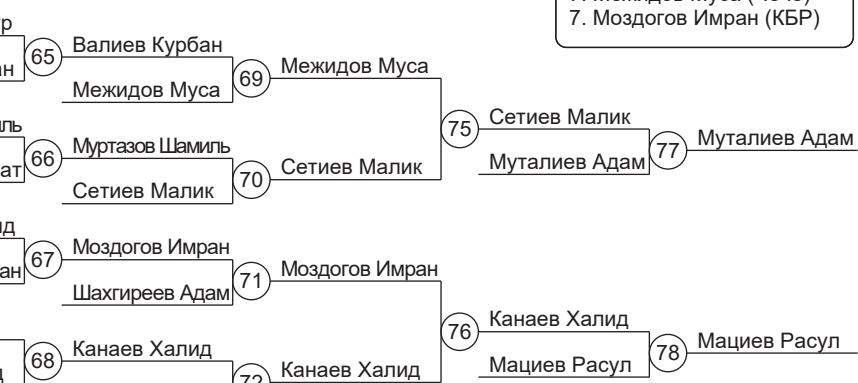 7. Моздогов Имран (КБР)
65
Валиев Курбан
Межидов Муса
69
Межидов Муса
66
Муртазов Шамиль
Сетиев Малик
70
Сетиев Малик
75
Сетиев Малик
Муталиев Адам
77
Муталиев Адам
67
Моздогов Имран
Шахгиреев Адам
71
Моздогов Имран
68
Канаев Халид
72
Канаев Халид
76
Канаев Халид
Мациев Расул
78
Мациев Расул